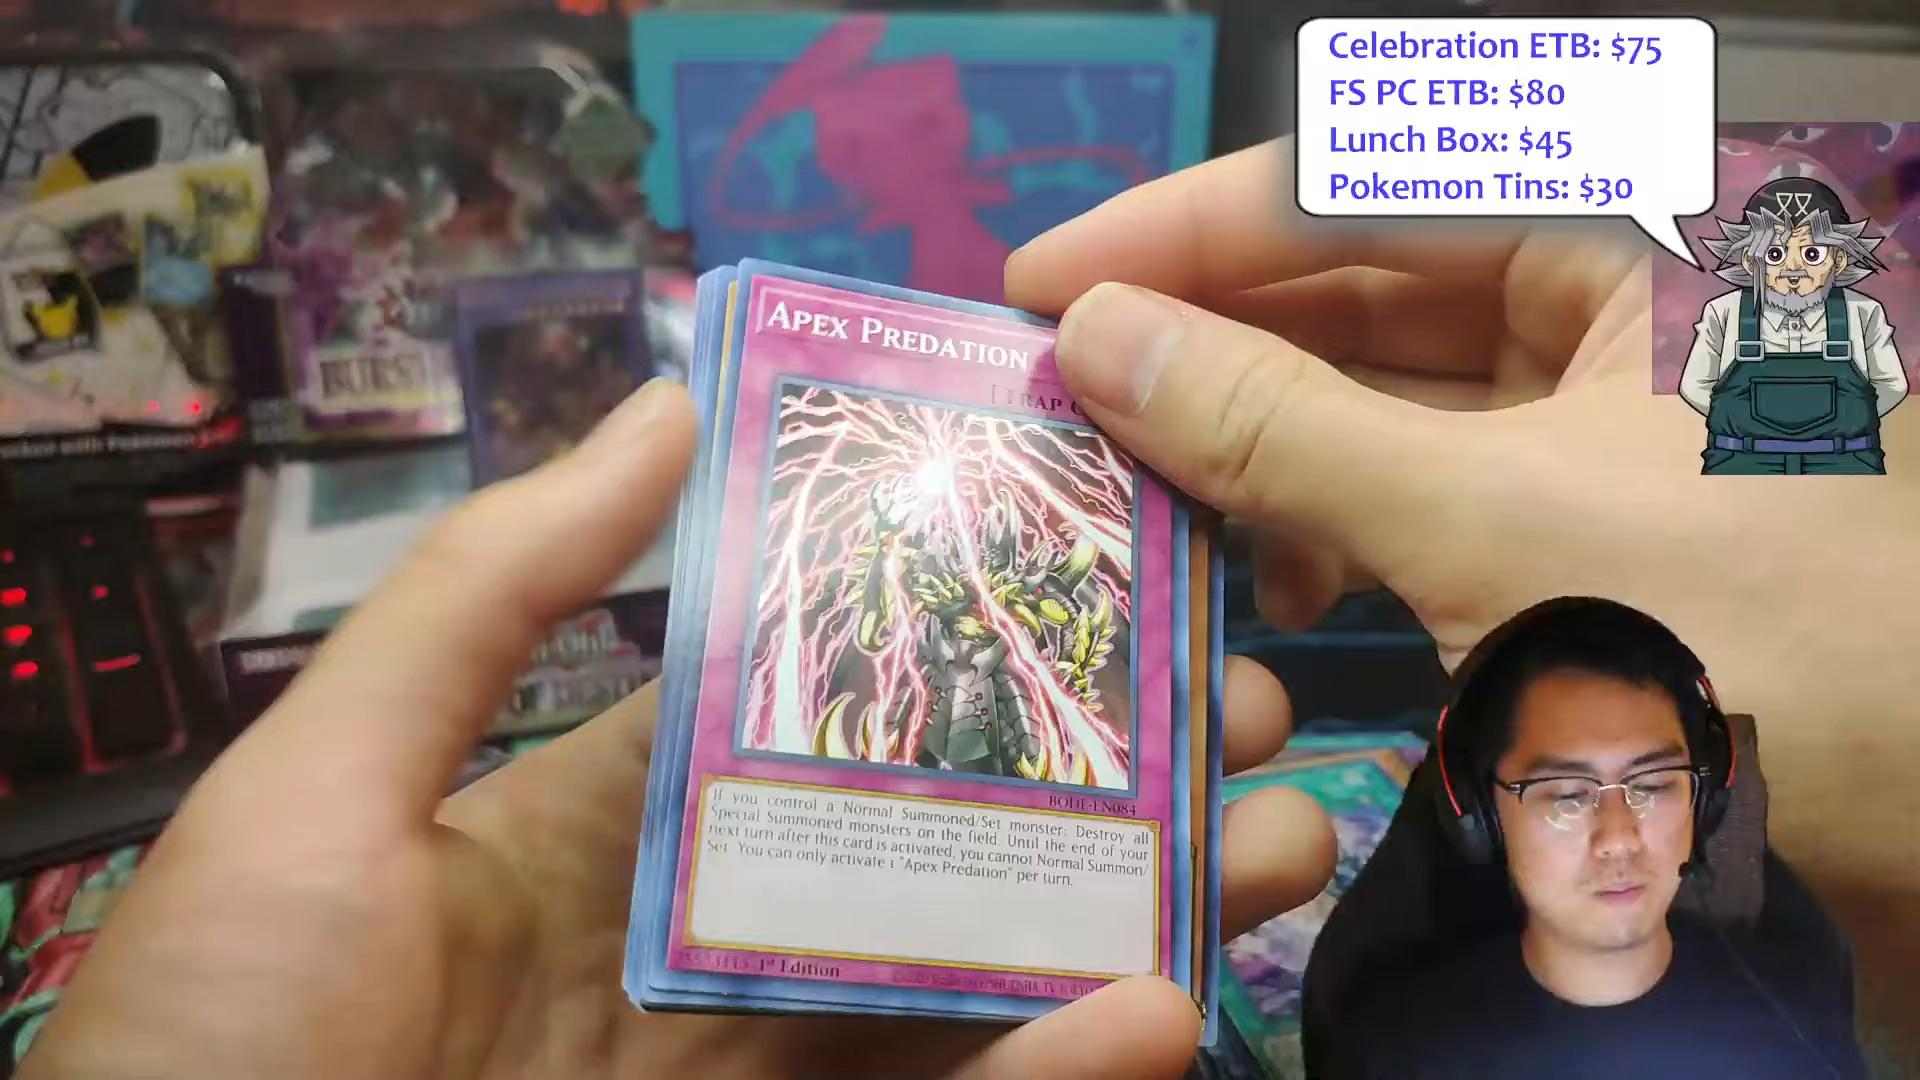 Celebration ETB: $75
FS PC ETB: $80
Lunch Box: $45
Pokemon Tins: $30
APEX PREDATION
[TRAP C
BURST
BODE-EN084
If you control a Normal Summoned/Set monster: Destroy all
Special Summoned monsters on the field. Until the end of your
next turn after this card is activated, you cannot Normal Summon/
Set. You can only activate 1 "Apex Predation" per turn.
1st Edition